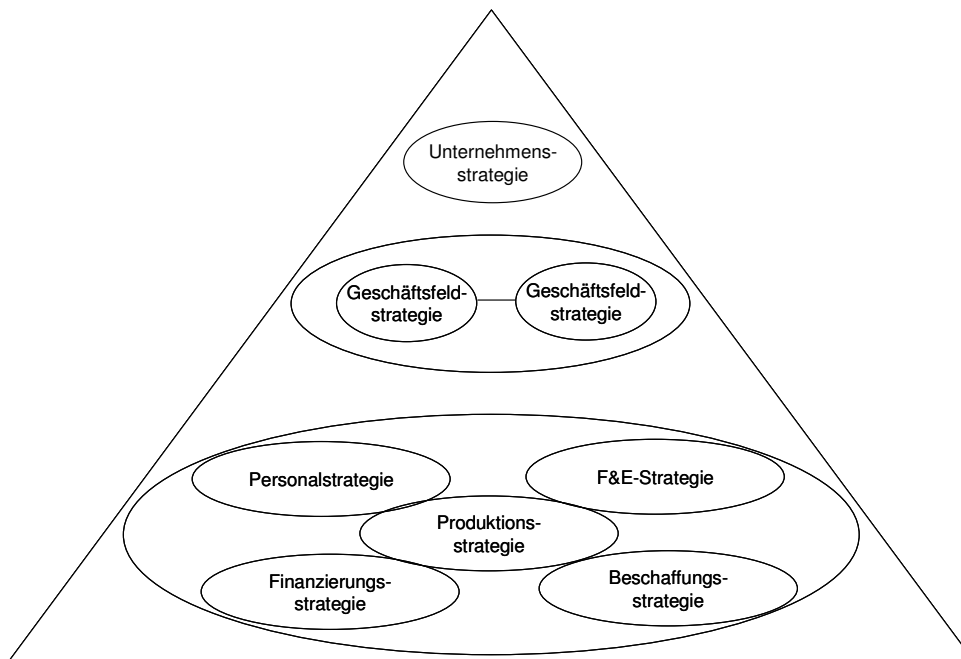 Unternehmens-
strategie
Geschäftsfeld-
strategie
Geschäftsfeld-
strategie
Personalstrategie
F&E-Strategie
Produktions-
strategie
Finanzierungs-
strategie
Beschaffungs-
strategie